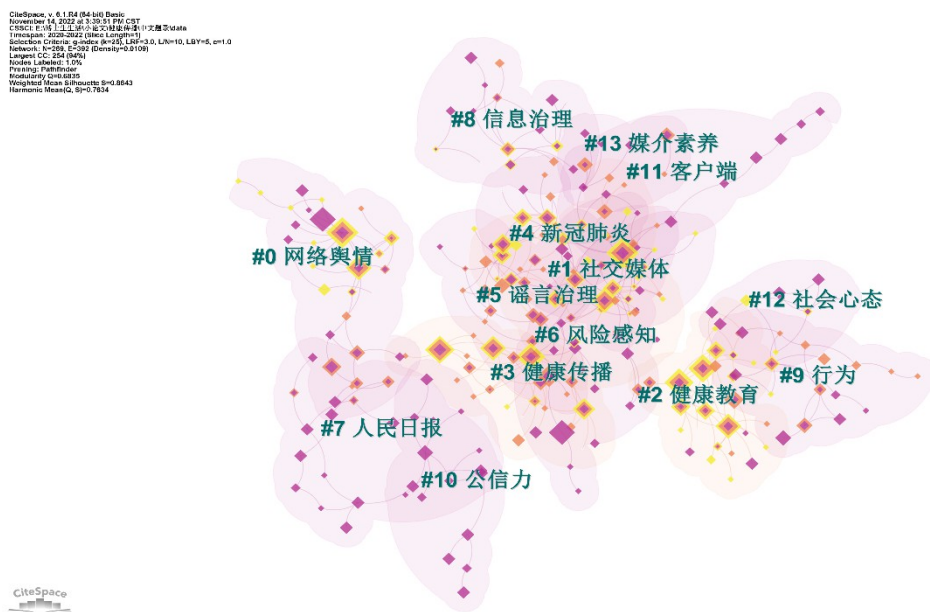 CiteSpace, v. 6.1.R4 (64-bit) Basic
November 14, 2022 at 3:39:51 PM CST
Timespan: 2020-2022 (Slice Length=1)
Selection Criteria: g-index (k=25), LRF=3.0, L/N=10, LBY=5, e=1.0
Network: N=269, E=392 (Density=0.0109)
Largest CC: 254 (94%)
Nodes Labeled: 1.0%
Pruning: Pathfinder
Modularity Q=0.6835
Weighted Mean Silhouette S=0.8643
Harmonic Mean(Q, S)=0.7634
#8 信息治理
#13 媒介素养
#11 客户端
#4 新冠肺炎
#0 网络舆情
#1 社交媒体
#5 谣言治理
#12 社会心态
#6 风险感知
#3 健康传播
#9 行为
#2 健康教育
#7 人民日报
#10 公信力
CiteSpace